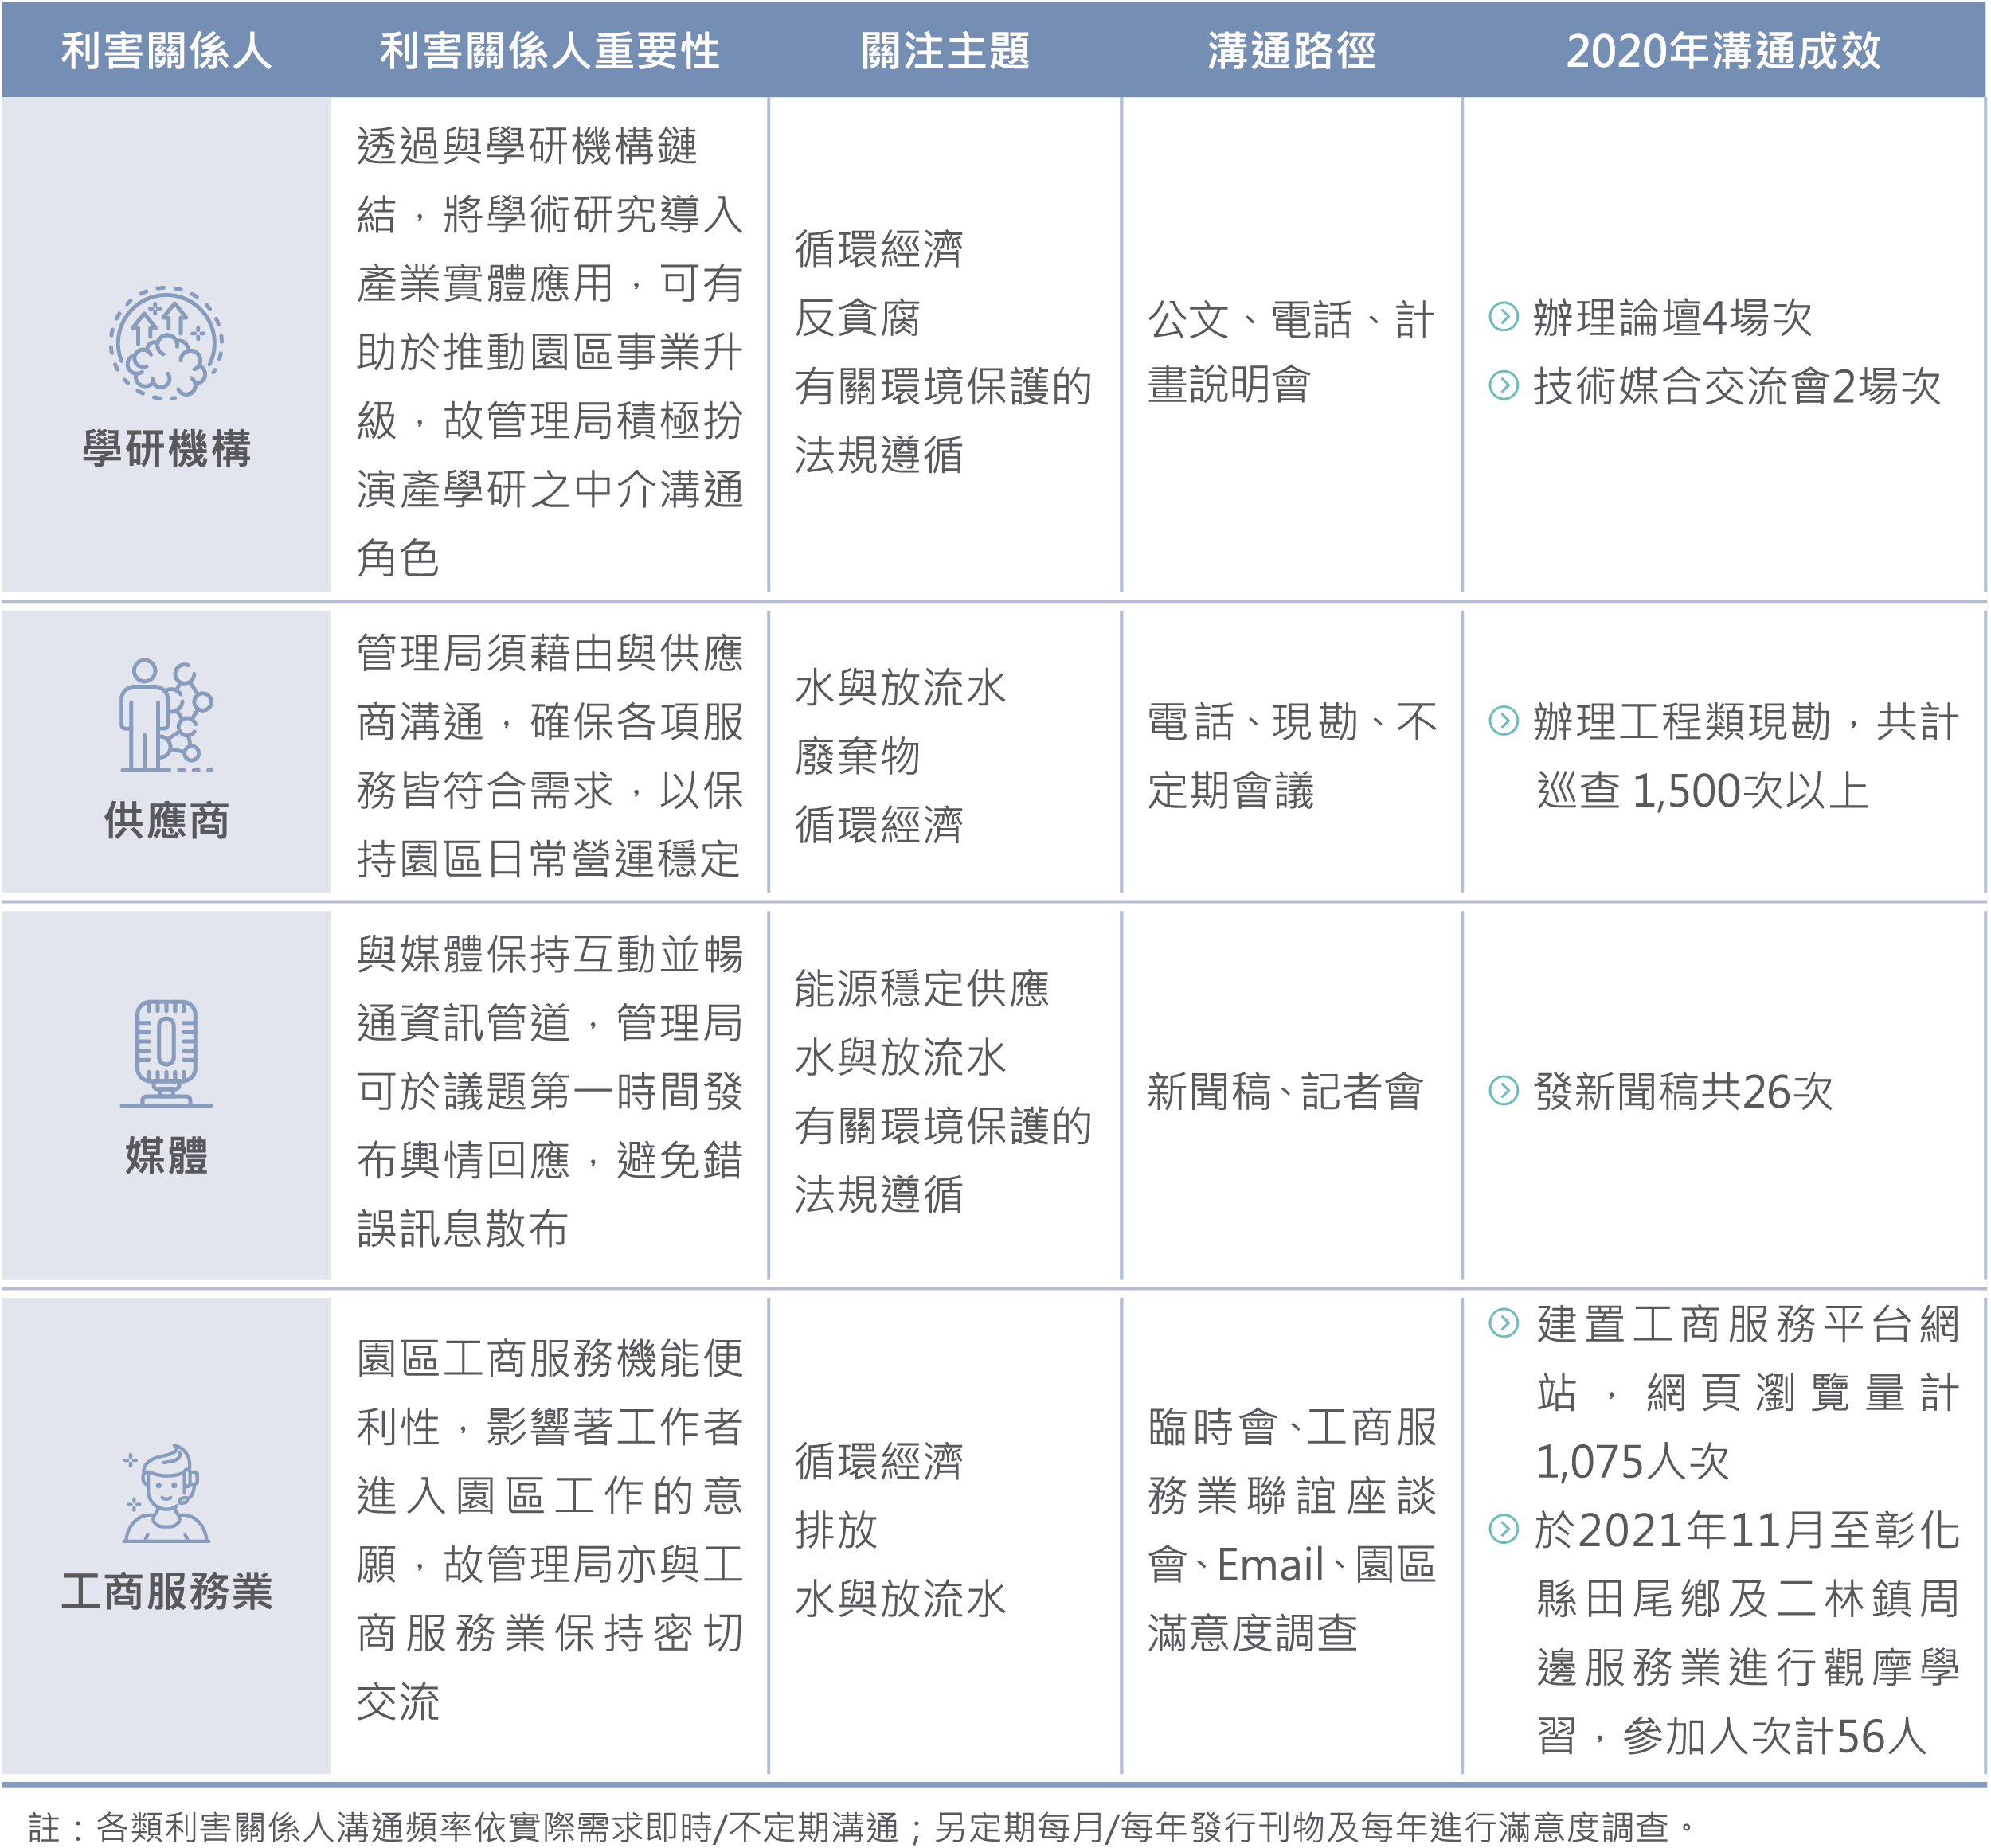 利害關係人
利害關係人重要性
關注主題
溝通路徑
2020年溝通成效
學研機構
透過與學研機構鏈
結，將學術研究導入
產業實體應用，可有
助於推動園區事業升
級，故管理局積極扮
演產學研之中介溝通
角色
循環經濟
反貪腐
有關環境保護的
法規遵循
公文、電話、計
畫說明會
辦理論壇4場次
技術媒合交流會2場次
供應商
管理局須藉由與供應
商溝通，確保各項服
務皆符合需求，以保
持園區日常營運穩定
水與放流水
廢棄物
循環經濟
電話、現勘、不
定期會議
辦理工程類現勘，共計
巡查 1,500次以上
媒體
與媒體保持互動並暢
通資訊管道，管理局
可於議題第一時間發
布輿情回應，避免錯
誤訊息散布
能源穩定供應
水與放流水
有關環境保護的
法規遵循
新聞稿、記者會
發新聞稿共26次
工商服務業
園區工商服務機能便
利性，影響著工作者
進入園區工作的意
願，故管理局亦與工
商服務業保持密切
交流
循環經濟
排放
水與放流水
臨時會、工商服
務業聯誼座談
會、Email、園區
滿意度調查
建置工商服務平台網
站，網頁瀏覽量計
1,075人次
於2021年11月至彰化
縣田尾鄉及二林鎮周
邊服務業進行觀摩學
習，參加人次計56人
註：各類利害關係人溝通頻率依實際需求即時/不定期溝通；另定期每月/每年發行刊物及每年進行滿意度調查。